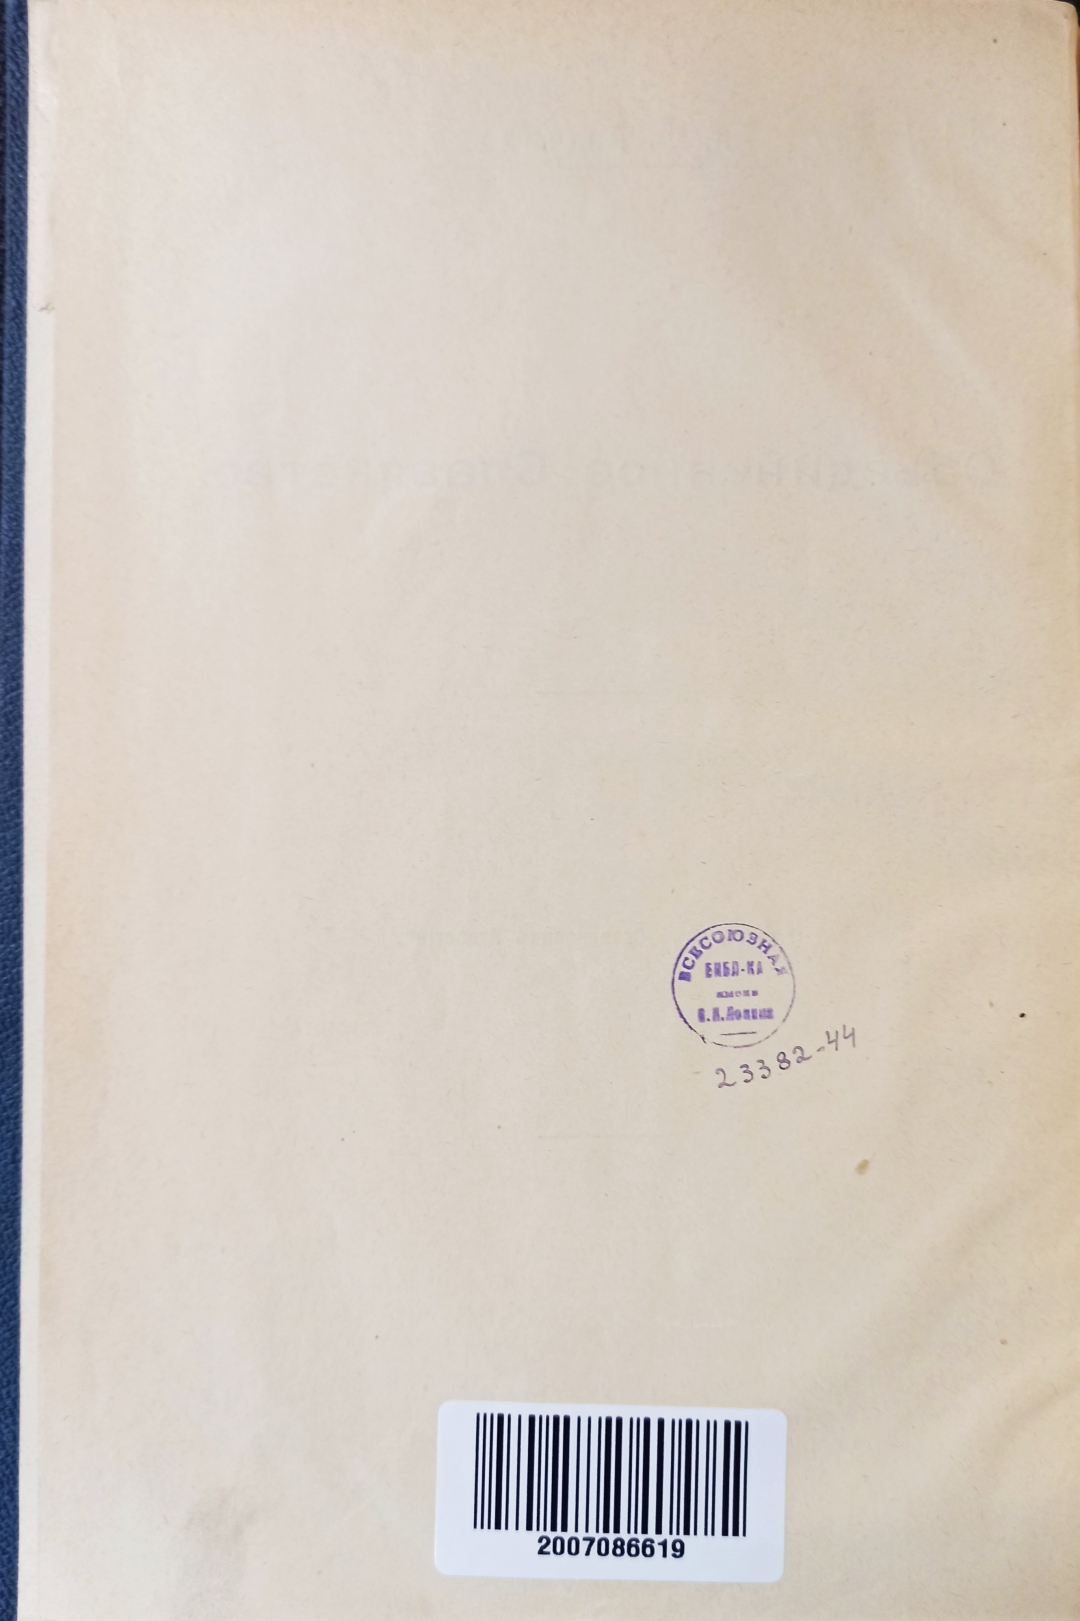 ВСЕСОЮЗНАЯ
БИБЛ-КА
имени
В.И.Ленина
23382-44
2007086619